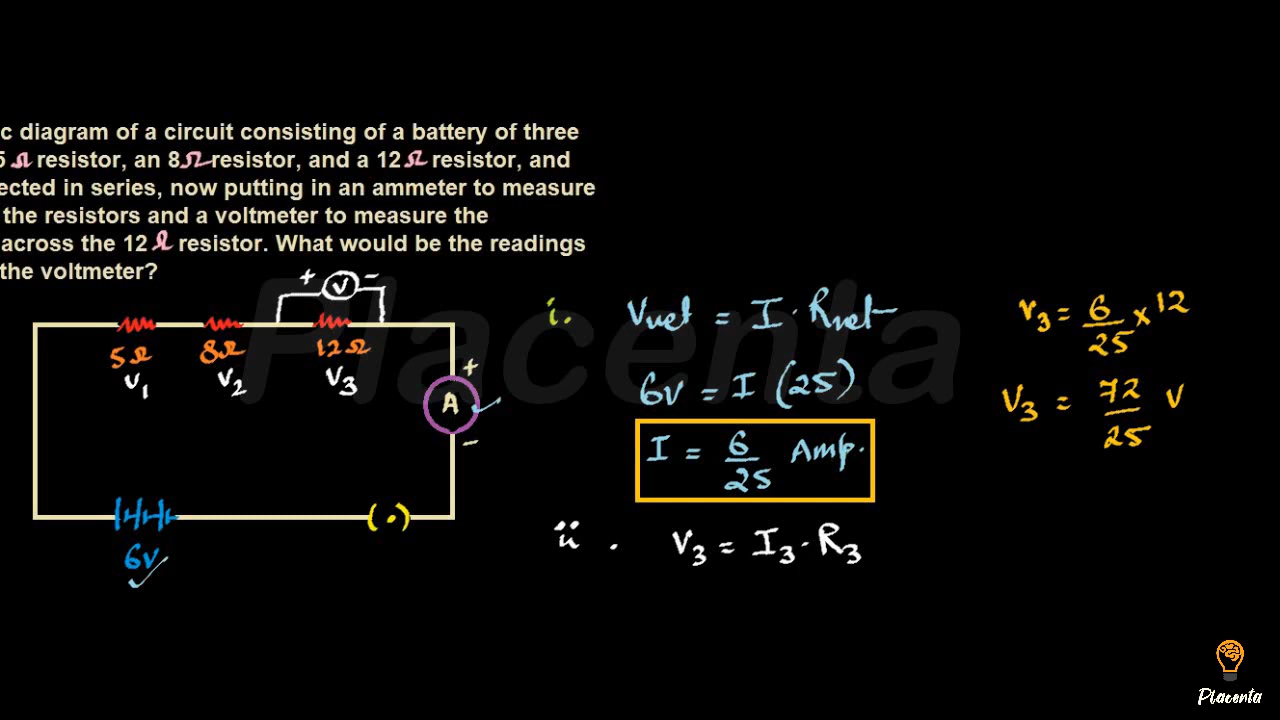 c diagram of a circuit consisting of a battery of three
5 Ω resistor, an 8Ω resistor, and a 12 Ω resistor, and
ected in series, now putting in an ammeter to measure
the resistors and a voltmeter to measure the
across the 12 Ω resistor. What would be the readings
the voltmeter?
+ V −
5Ω 8Ω 12Ω
V₁ V₂ V₃
+
A
−
( . )
6V
i. Vnet = I · Rnet
6V = I (25)
I = 6/25 Amp.
ii . V₃ = I₃ · R₃
V₃ = 6/25 × 12
V₃ = 72/25 V
Placenta
Placenta